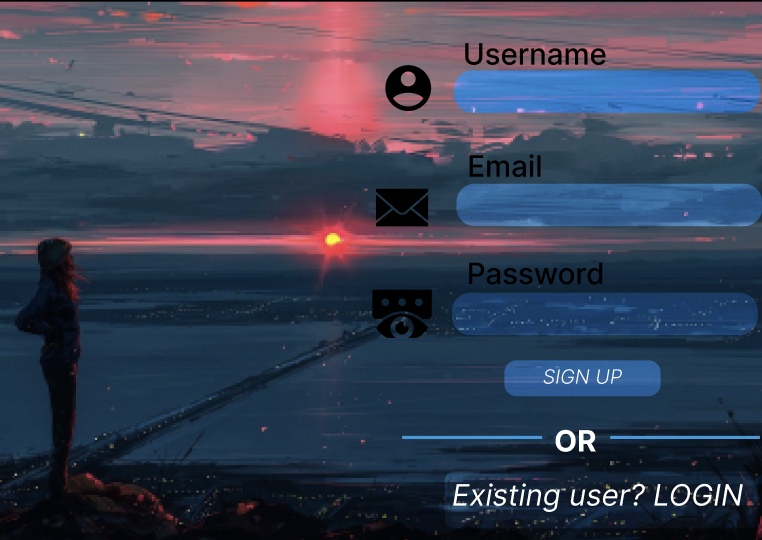 Username
Email
Password
SIGN UP
OR
Existing user? LOGIN